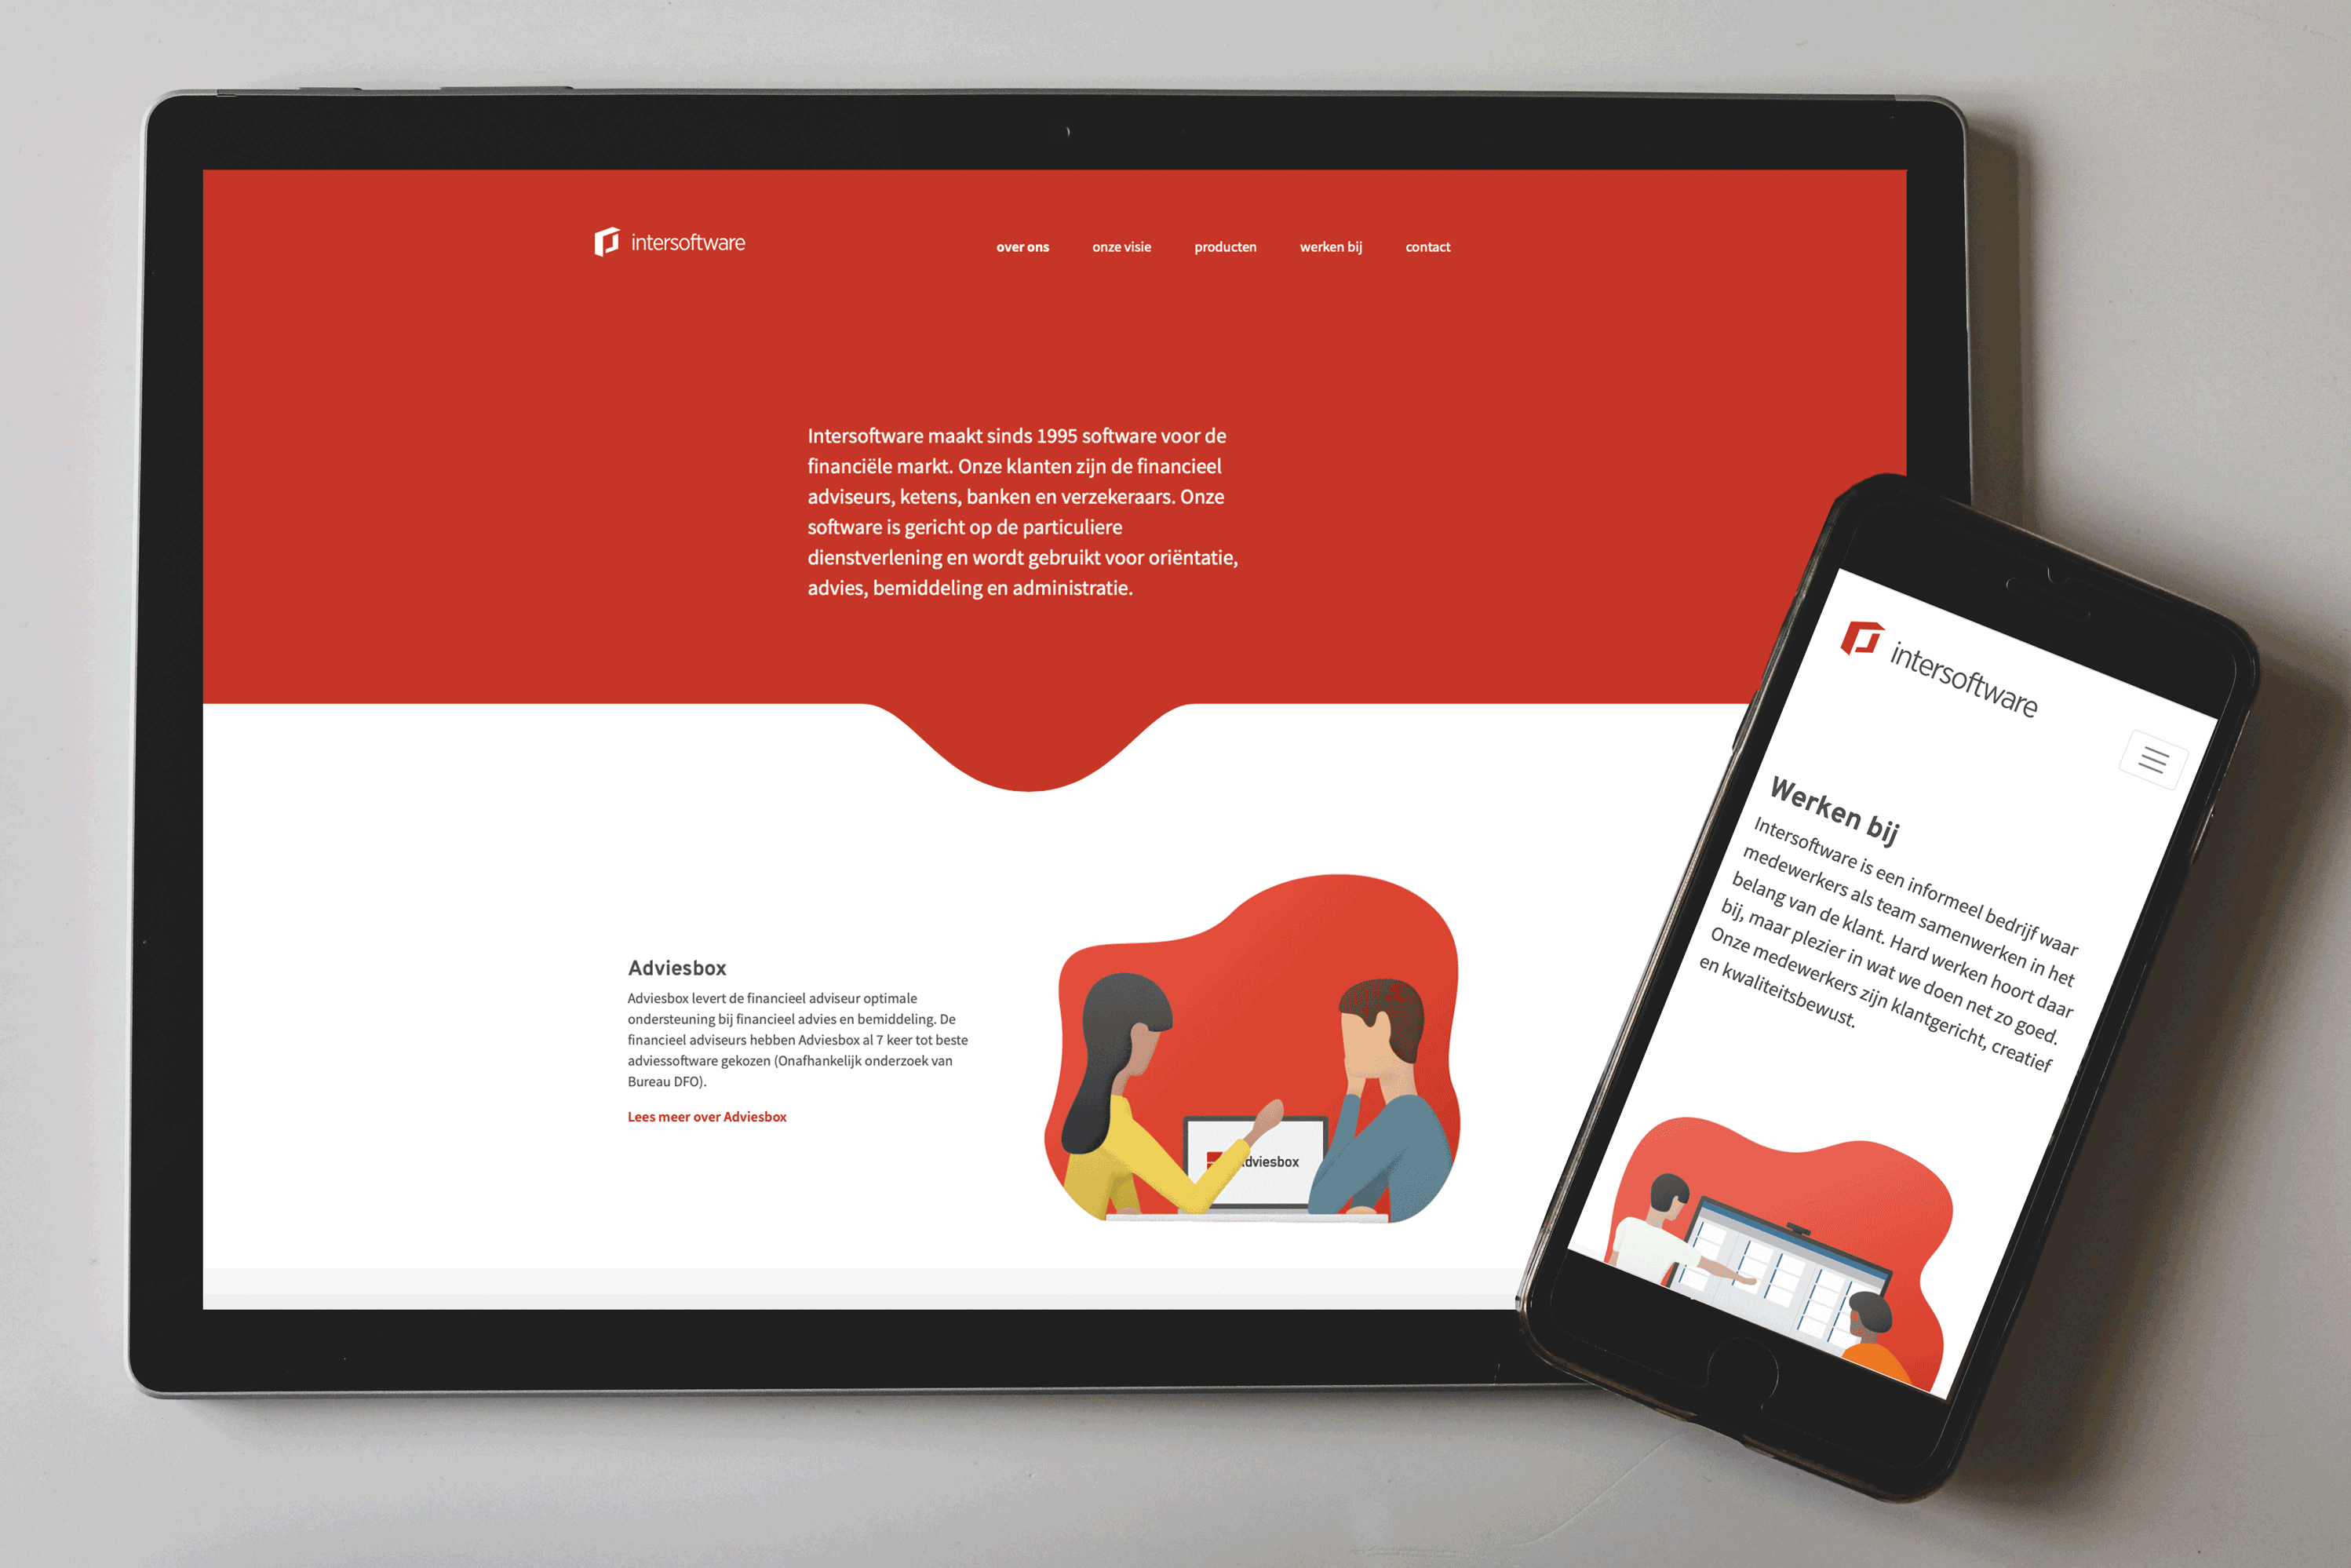 intersoftware
over ons onze visie producten werken bij contact
Intersoftware maakt sinds 1995 software voor de
financiële markt. Onze klanten zijn de financieel
adviseurs, ketens, banken en verzekeraars. Onze
software is gericht op de particuliere
dienstverlening en wordt gebruikt voor oriëntatie,
advies, bemiddeling en administratie.
Adviesbox
Adviesbox levert de financieel adviseur optimale
ondersteuning bij financieel advies en bemiddeling. De
financieel adviseurs hebben Adviesbox al 7 keer tot beste
adviessoftware gekozen (Onafhankelijk onderzoek van
Bureau DFO).
Lees meer over Adviesbox
dviesbox
intersoftware
Werken bij
Intersoftware is een informeel bedrijf waar
medewerkers als team samenwerken in het
belang van de klant. Hard werken hoort daar
bij, maar plezier in wat we doen net zo goed.
Onze medewerkers zijn klantgericht, creatief
en kwaliteitsbewust.